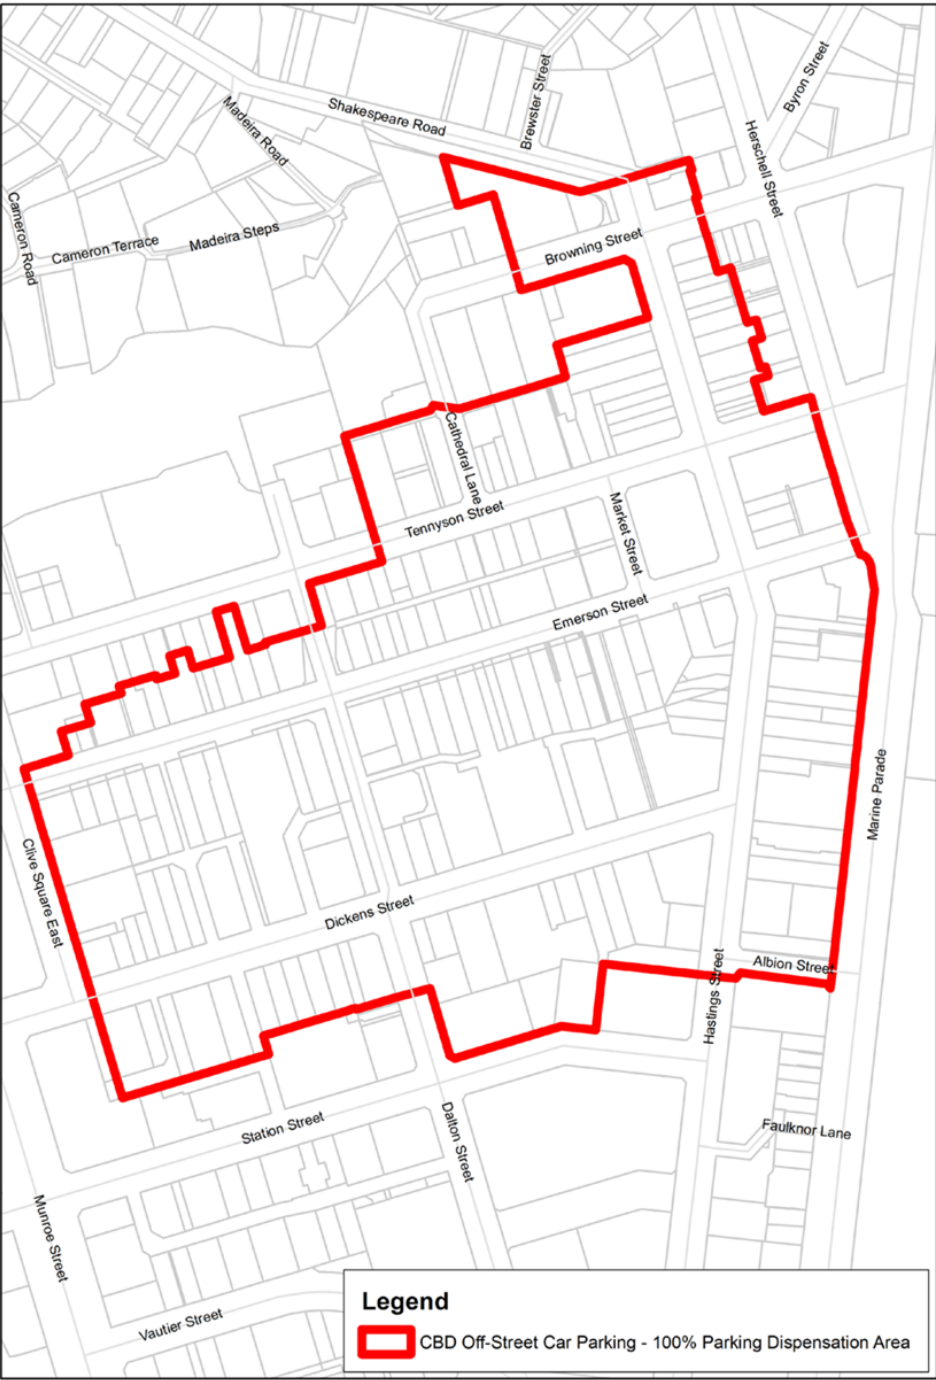 Byron Street
Brewster Street
Shakespeare Road
Madeira Road
Herschell Street
Cameron Road
Cameron Terrace
Madeira Steps
Browning Street
Cathedral Lane
Tennyson Street
Market Street
Emerson Street
Marine Parade
Clive Square East
Dickens Street
Albion Street
Hastings Street
Station Street
Dalton Street
Faulknor Lane
Munroe Street
Vautier Street
Legend
CBD Off-Street Car Parking - 100% Parking Dispensation Area